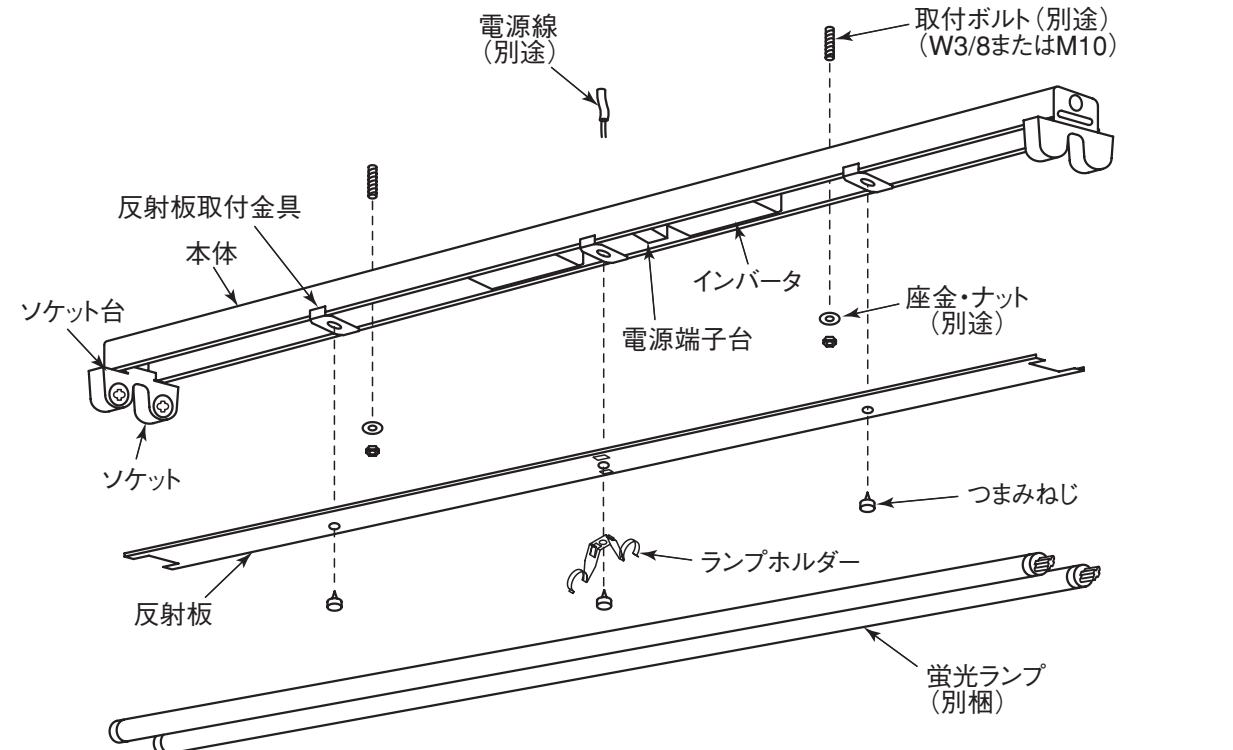 電源線
(別途)
取付ボルト(別途)
(W3/8またはM10)
反射板取付金具
本体
ソケット台
インバータ
電源端子台
座金・ナット
(別途)
ソケット
つまみねじ
ランプホルダー
反射板
蛍光ランプ
(別梱)